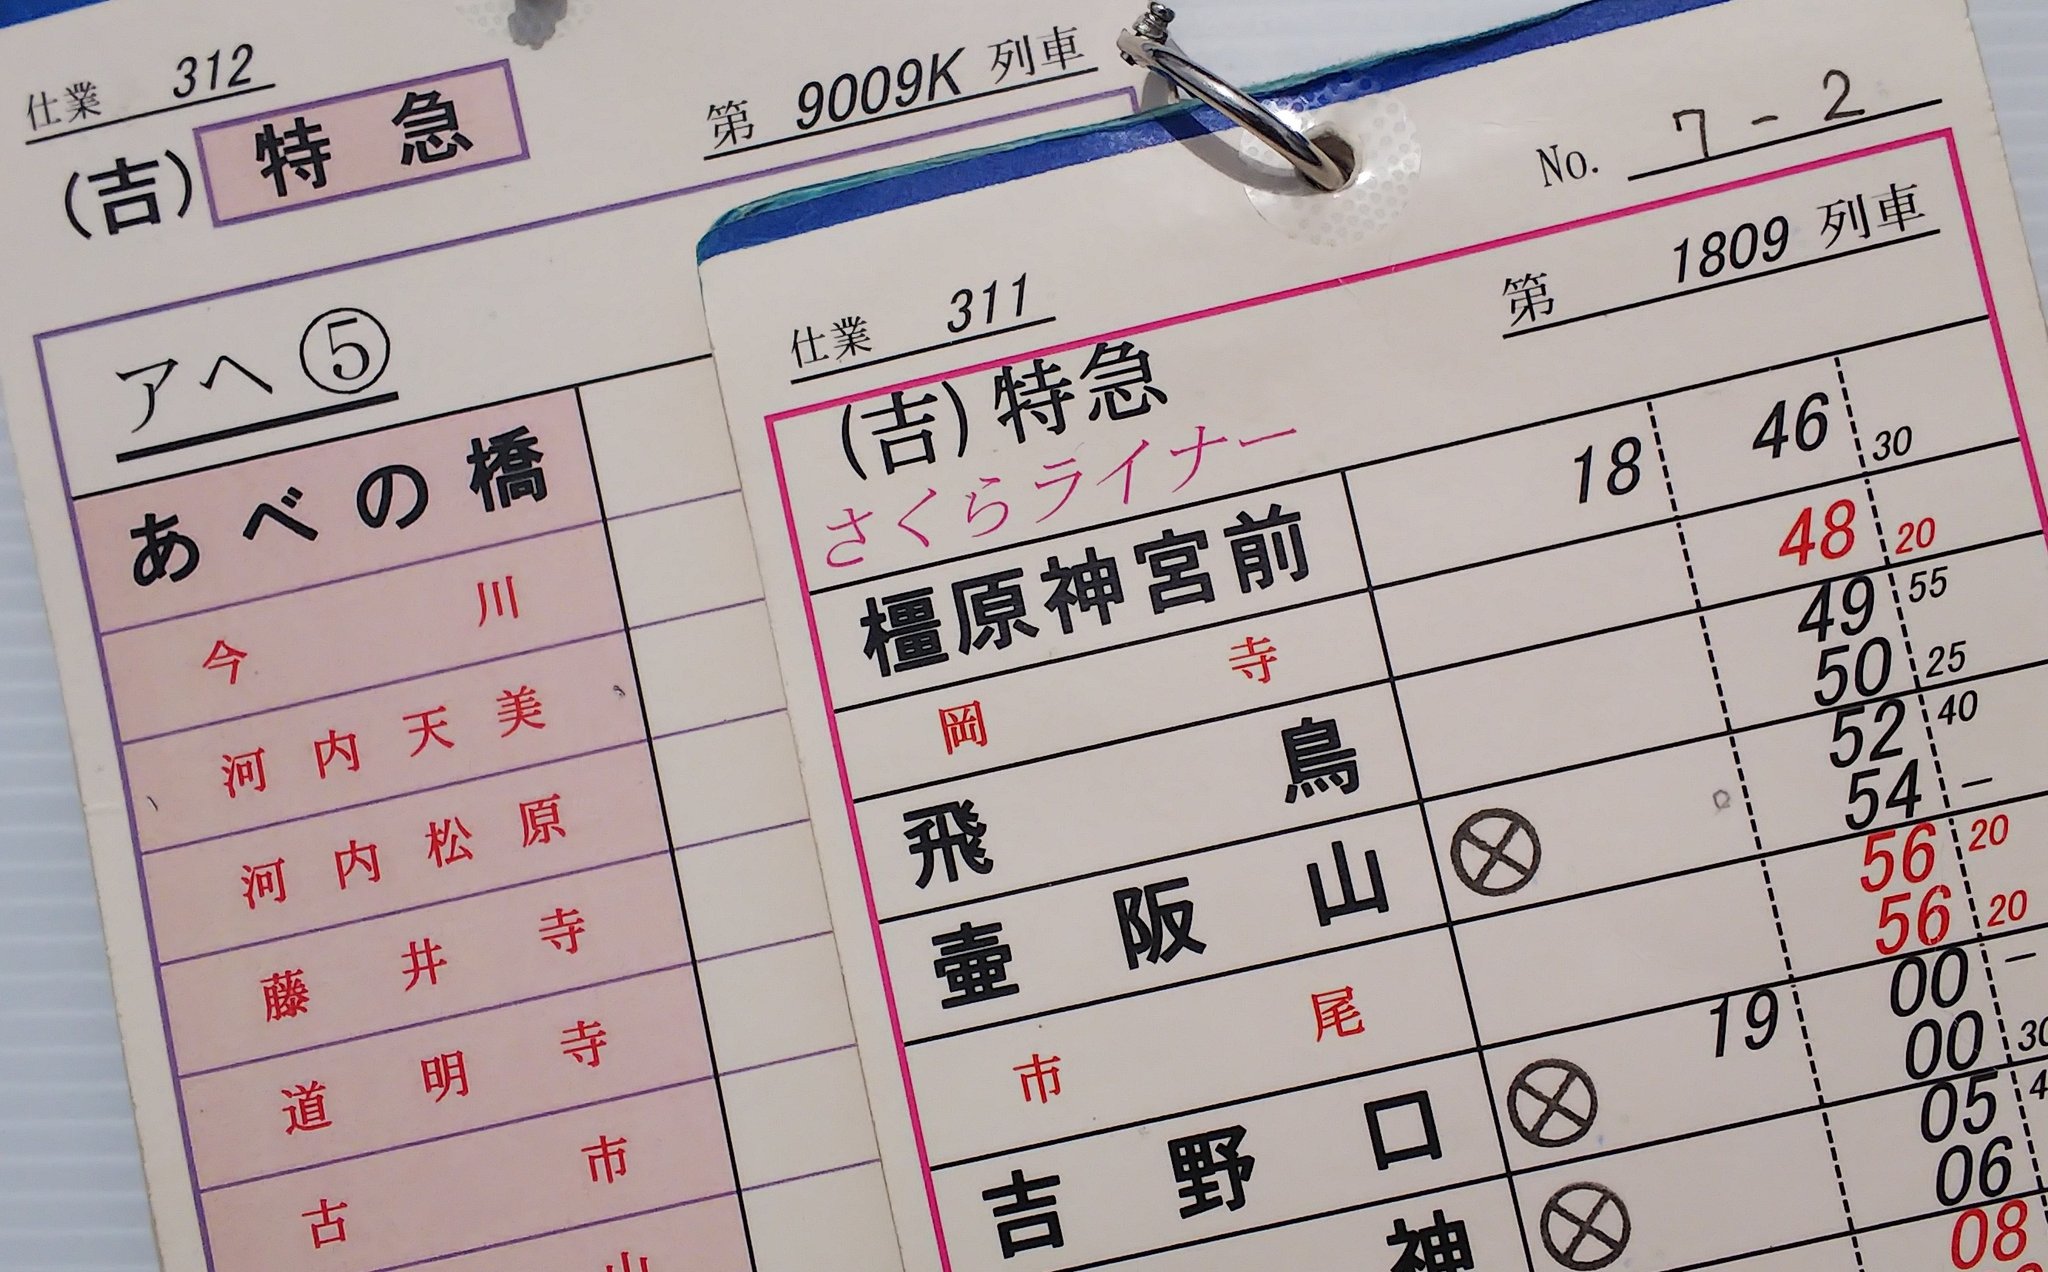 仕業 312
第 9009K 列車
(吉) 特急
アヘ ⑤
あべの橋
今川
河内天美
河内松原
藤井寺
道明寺
古市
山
No. 7-2
仕業 311
第 1809 列車
(吉) 特急
さくらライナー
橿原神宮前 18 46 30
岡寺 48 20
飛鳥 49 55
50 25
壷阪山 52 40
54 —
市尾 56 20
56 20
吉野口 00 —
19 00 30
05 4
06
神
08